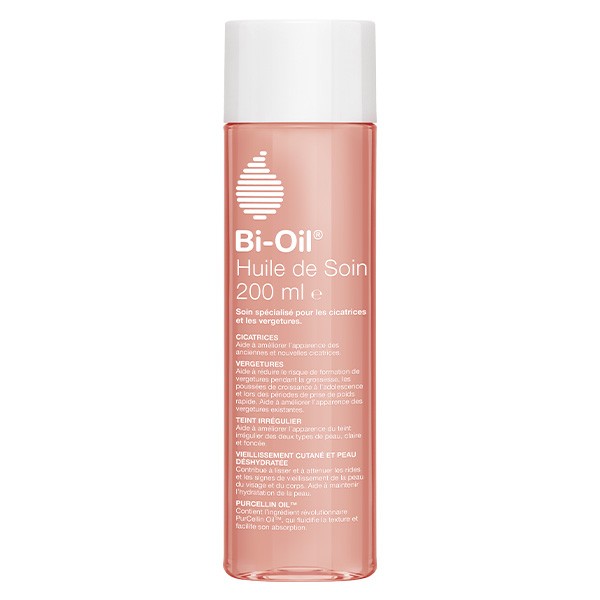 Bi-Oil®
Huile de Soin
200 ml ℮
Soin spécialisé pour les cicatrices
et les vergetures.
CICATRICES
Aide à améliorer l'apparence des
anciennes et nouvelles cicatrices.
VERGETURES
Aide à réduire le risque de formation de
vergetures pendant la grossesse, les
poussées de croissance à l'adolescence
et lors des périodes de prise de poids
rapide. Aide à améliorer l'apparence des
vergetures existantes.
TEINT IRRÉGULIER
Aide à améliorer l'apparence du teint
irrégulier des deux types de peau, claire
et foncée.
VIEILLISSEMENT CUTANÉ ET PEAU
DÉSHYDRATÉE
Contribue à lisser et à atténuer les rides
et les signes de vieillissement de la peau
du visage et du corps. Aide à maintenir
l'hydratation de la peau.
PURCELLIN OIL™
Contient l'ingrédient révolutionnaire
PurCellin Oil™, qui fluidifie la texture et
facilite son absorption.